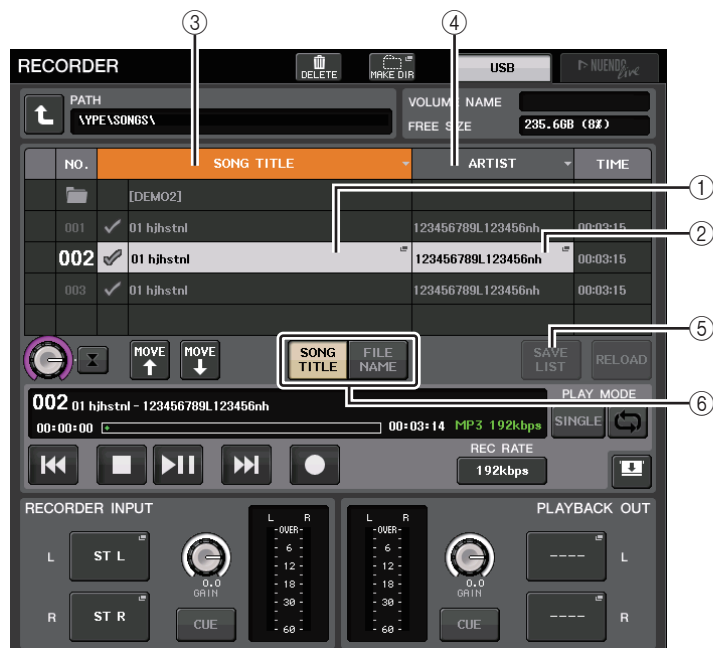 ③ ④
RECORDER
DELETE
MAKE DIR
USB
NUENDO Live
PATH
\YPE\SONGS\
VOLUME NAME
FREE SIZE 235.6GB (8%)
NO. SONG TITLE ARTIST TIME
[DEMO2]
①
001 01 hjhstnl 123456789L123456nh 00:03:15
②
002 01 hjhstnl 123456789L123456nh 00:03:15
003 01 hjhstnl 123456789L123456nh 00:03:15
⑤
MOVE
MOVE
SONG TITLE
FILE NAME
SAVE LIST
RELOAD
⑥
002 01 hjhstnl - 123456789L123456nh
00:00:00 00:03:14 MP3 192kbps
PLAY MODE
SINGLE
REC RATE
192kbps
RECORDER INPUT
L ST L
R ST R
0.0
GAIN
CUE
L R
-OVER-
- 6 -
- 12 -
- 18 -
- 30 -
- 60 -
PLAYBACK OUT
L R
-OVER-
- 6 -
- 12 -
- 18 -
- 30 -
- 60 -
0.0
GAIN
CUE
---- L
---- R